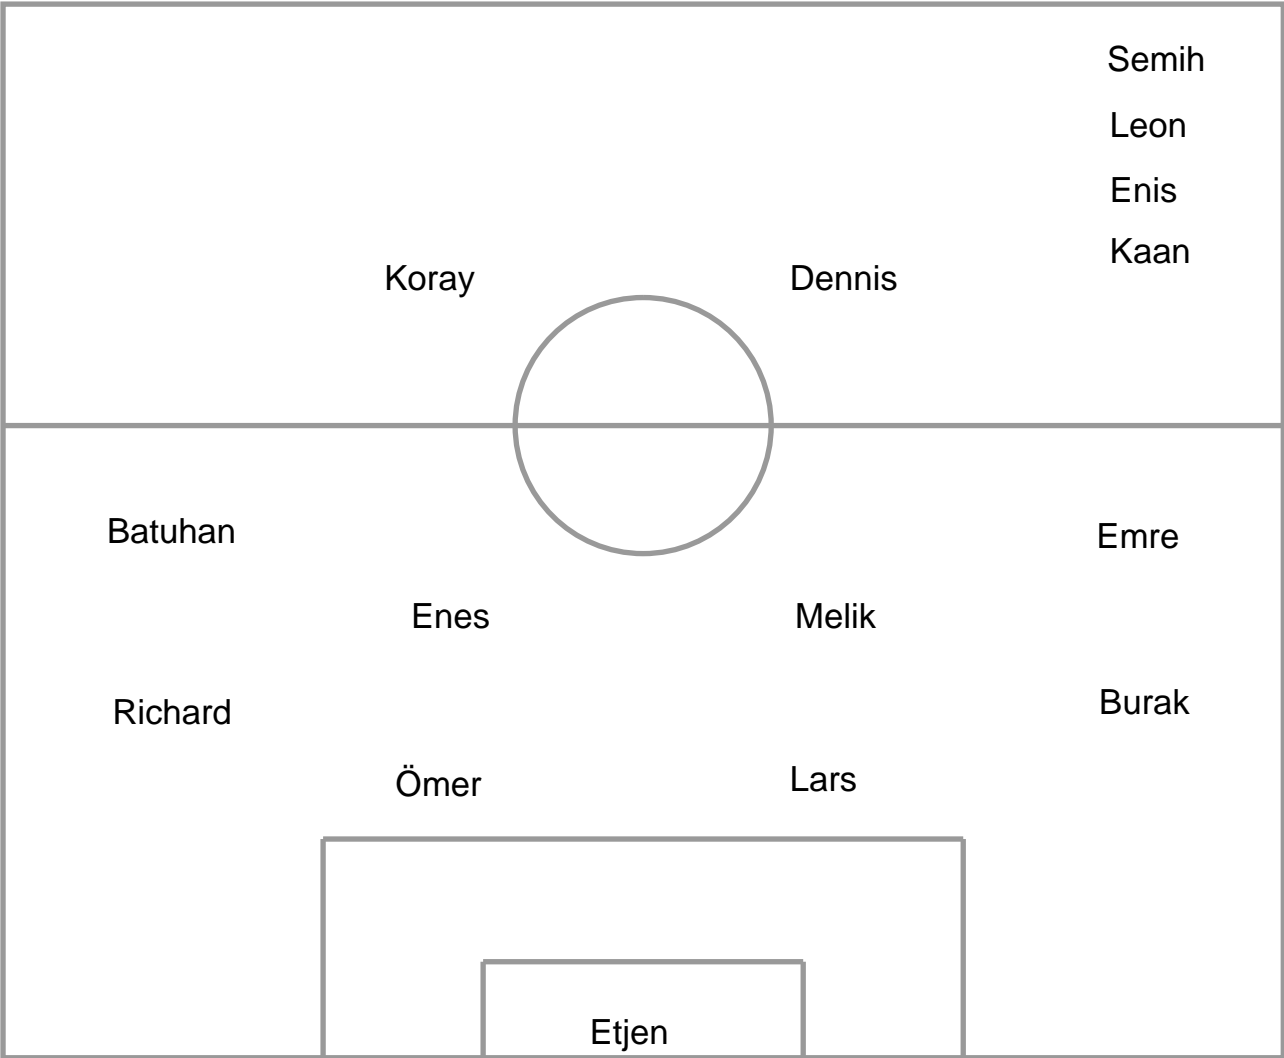 Semih
Leon
Enis
Kaan
Koray
Dennis
Batuhan
Emre
Enes
Melik
Richard
Burak
Ömer
Lars
Etjen